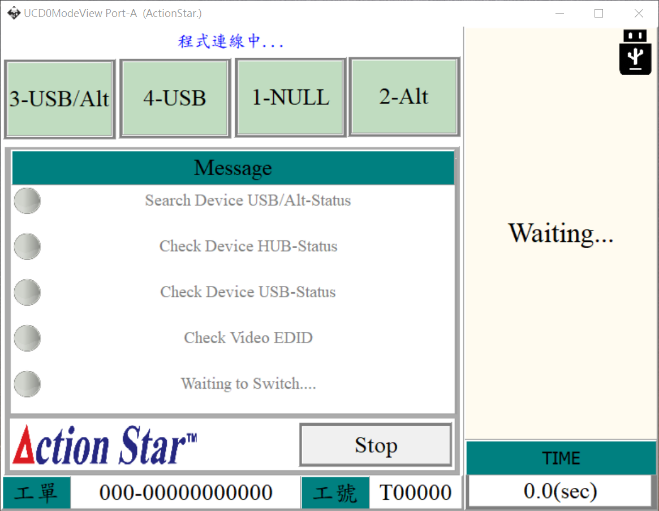 UCD0ModeView Port-A (ActionStar.)
程式連線中...
3-USB/Alt
4-USB
1-NULL
2-Alt
Message
Search Device USB/Alt-Status
Check Device HUB-Status
Check Device USB-Status
Check Video EDID
Waiting to Switch....
Action Star™
Stop
工單
000-00000000000
工號
T00000
Waiting...
TIME
0.0(sec)